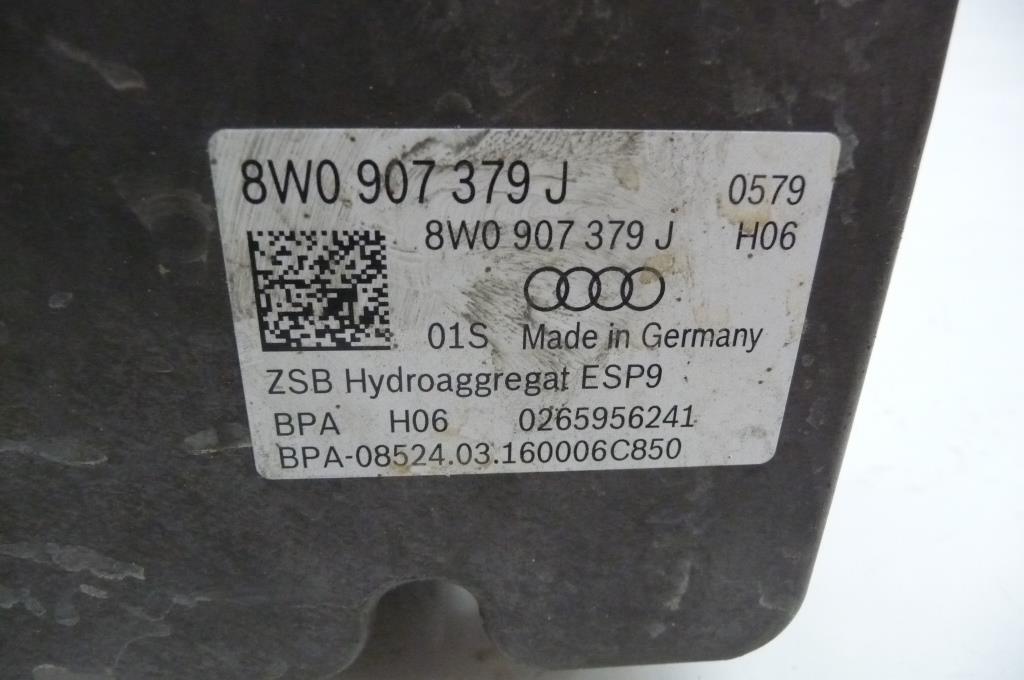 8W0 907 379 J 0579
8W0 907 379 J H06
01S Made in Germany
ZSB Hydroaggregat ESP9
BPA H06 0265956241
BPA-08524.03.160006C850